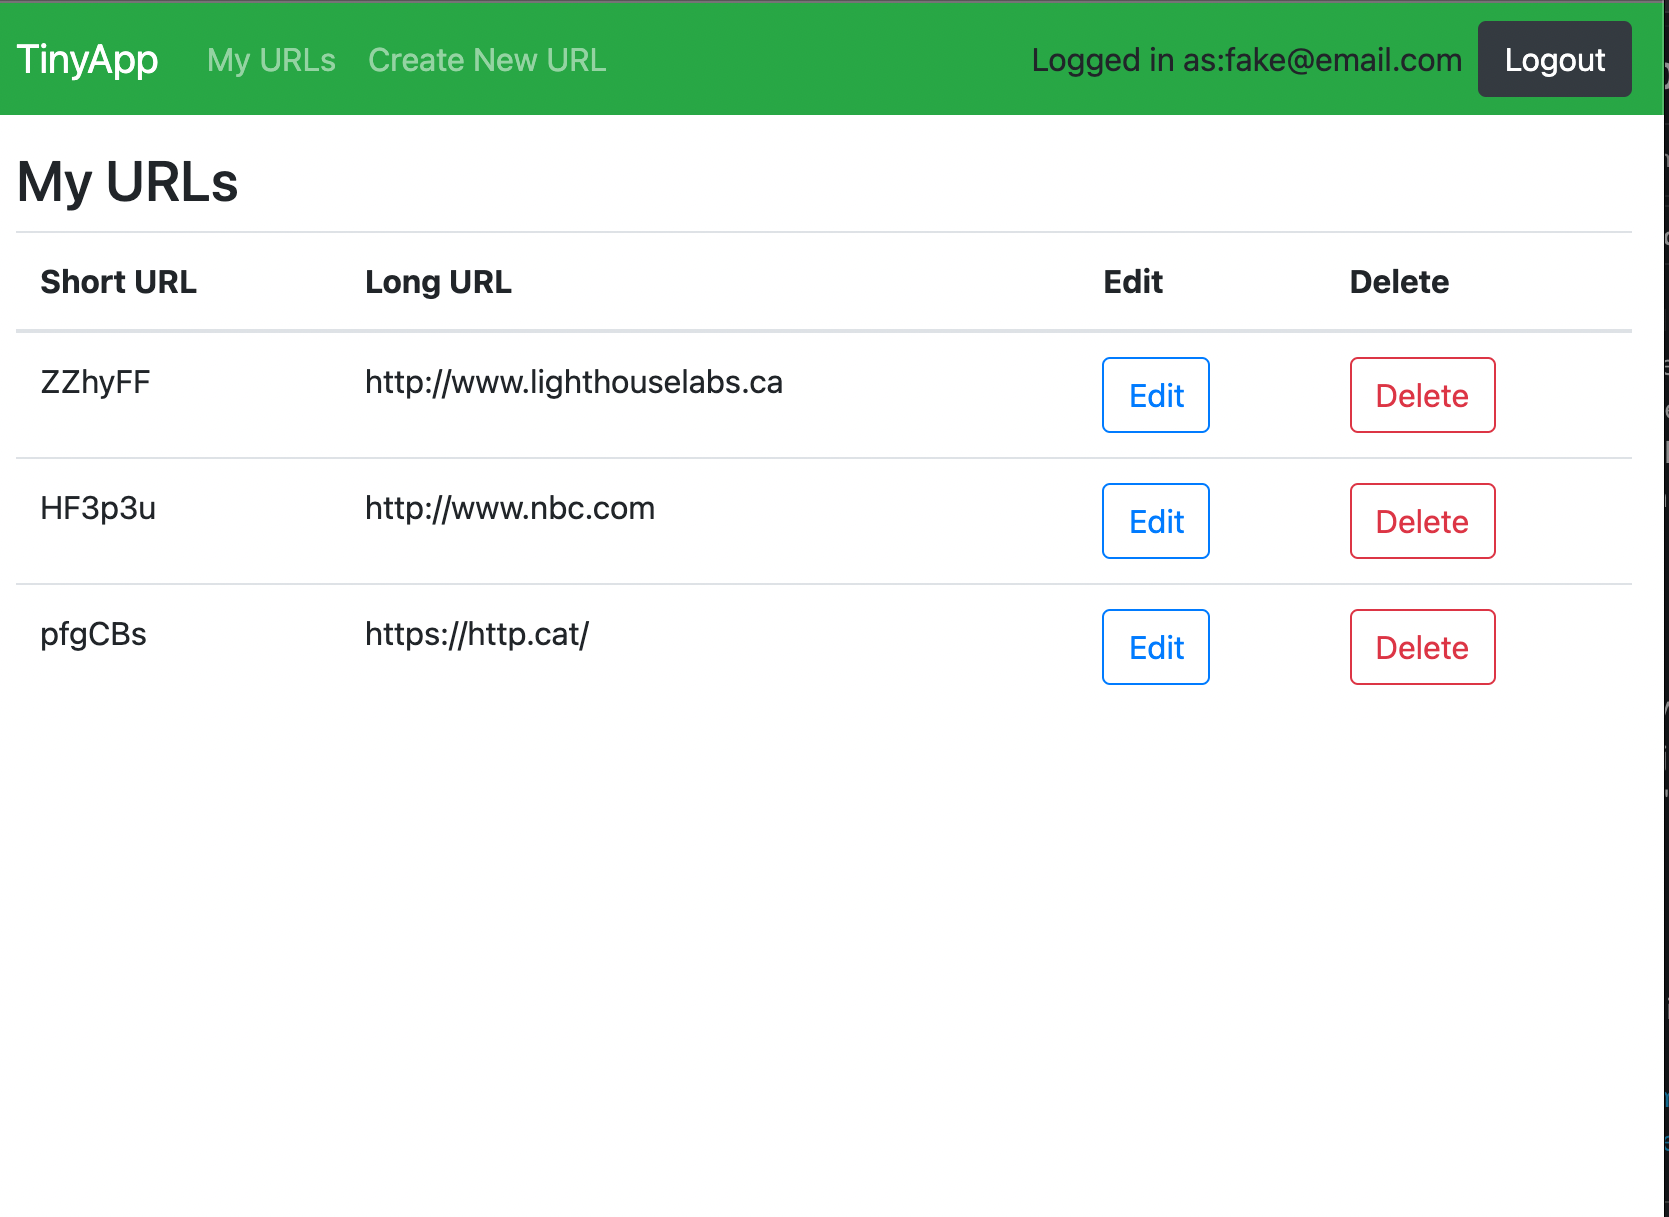 TinyApp My URLs Create New URL Logged in as:fake@email.com Logout
My URLs
Short URL Long URL Edit Delete
ZZhyFF http://www.lighthouselabs.ca Edit Delete
HF3p3u http://www.nbc.com Edit Delete
pfgCBs https://http.cat/ Edit Delete